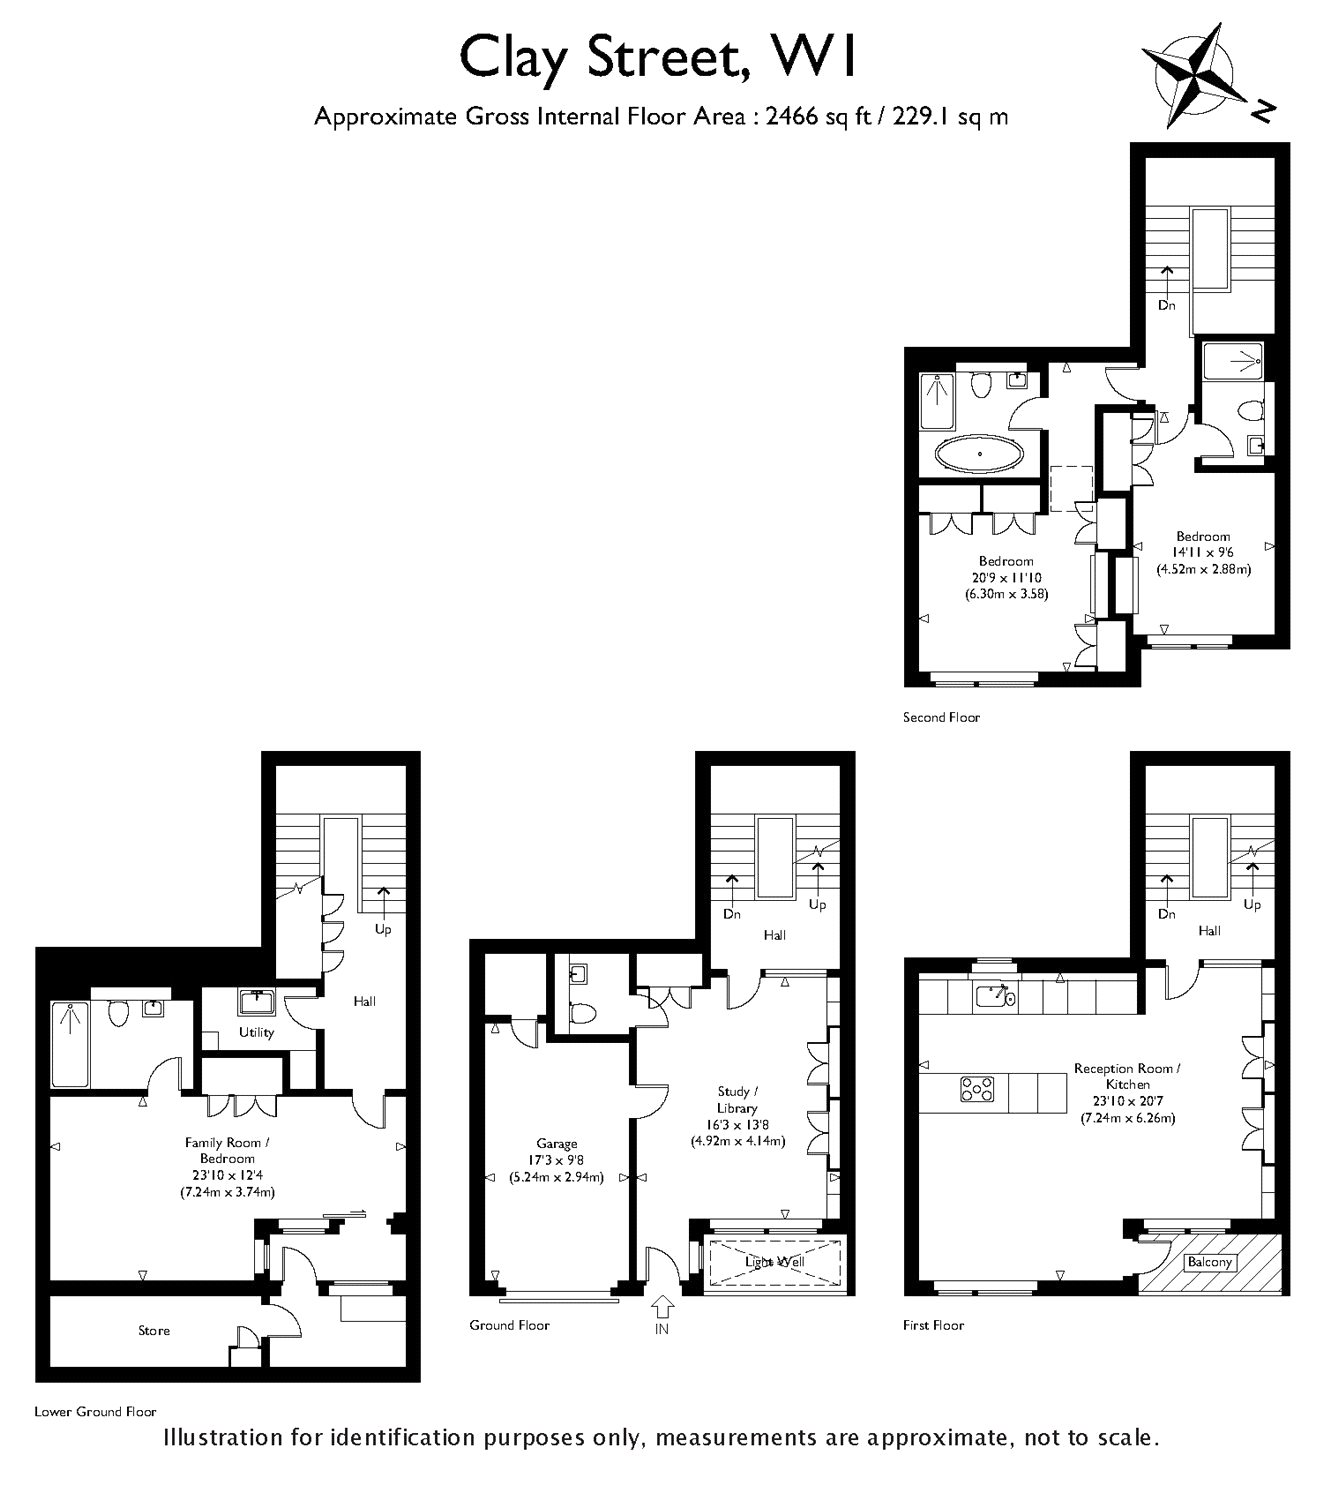 Clay Street, W1
Approximate Gross Internal Floor Area : 2466 sq ft / 229.1 sq m
N
Dn
Bedroom
14'11 x 9'6
(4.52m x 2.88m)
Bedroom
20'9 x 11'10
(6.30m x 3.58)
Second Floor
Up
Hall
Utility
Family Room /
Bedroom
23'10 x 12'4
(7.24m x 3.74m)
Store
Lower Ground Floor
Dn
Up
Hall
Study /
Library
16'3 x 13'8
(4.92m x 4.14m)
Garage
17'3 x 9'8
(5.24m x 2.94m)
Light Well
IN
Ground Floor
Dn
Up
Hall
Reception Room /
Kitchen
23'10 x 20'7
(7.24m x 6.26m)
Balcony
First Floor
Illustration for identification purposes only, measurements are approximate, not to scale.